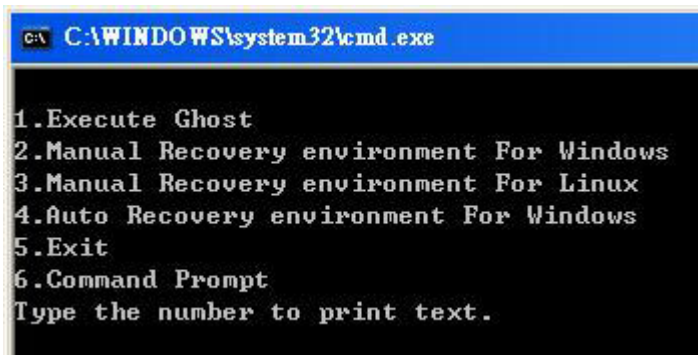 C:\WINDOWS\system32\cmd.exe
1.Execute Ghost
2.Manual Recovery environment For Windows
3.Manual Recovery environment For Linux
4.Auto Recovery environment For Windows
5.Exit
6.Command Prompt
Type the number to print text.